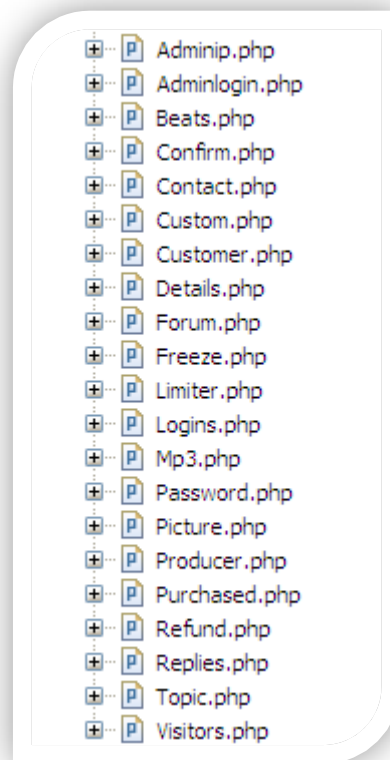 Adminip.php
Adminlogin.php
Beats.php
Confirm.php
Contact.php
Custom.php
Customer.php
Details.php
Forum.php
Freeze.php
Limiter.php
Logins.php
Mp3.php
Password.php
Picture.php
Producer.php
Purchased.php
Refund.php
Replies.php
Topic.php
Visitors.php